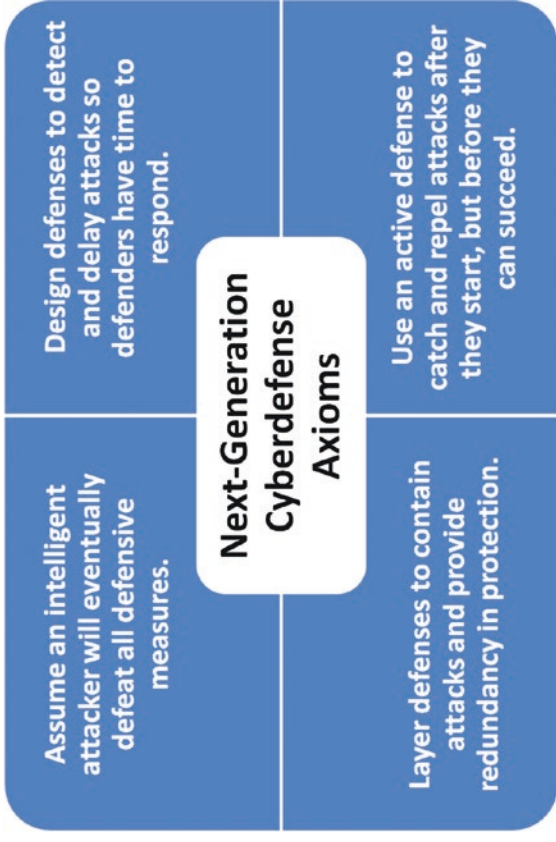 Assume an intelligent
attacker will eventually
defeat all defensive
measures.
Design defenses to detect
and delay attacks so
defenders have time to
respond.
Next-Generation
Cyberdefense
Axioms
Layer defenses to contain
attacks and provide
redundancy in protection.
Use an active defense to
catch and repel attacks after
they start, but before they
can succeed.